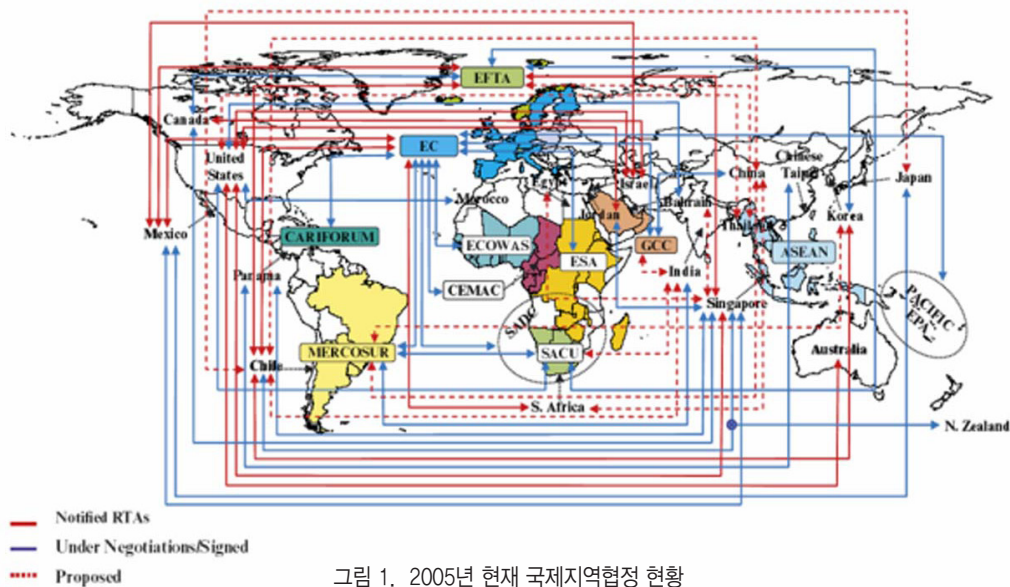 EFTA
Canada
EC
United
States
Egypt
Israel
China
Chinese
Taipei
Japan
Morocco
Jordan
Bahrain
Thailand
Korea
Mexico
CARIFORUM
ECOWAS
ESA
GCC
ASEAN
India
Panama
CEMAC
Singapore
PACIFIC
EPA
SADC
MERCOSUR
SACU
Australia
Chile
S. Africa
N. Zealand
Notified RTAs
Under Negotiations/Signed
Proposed
그림 1. 2005년 현재 국제지역협정 현황